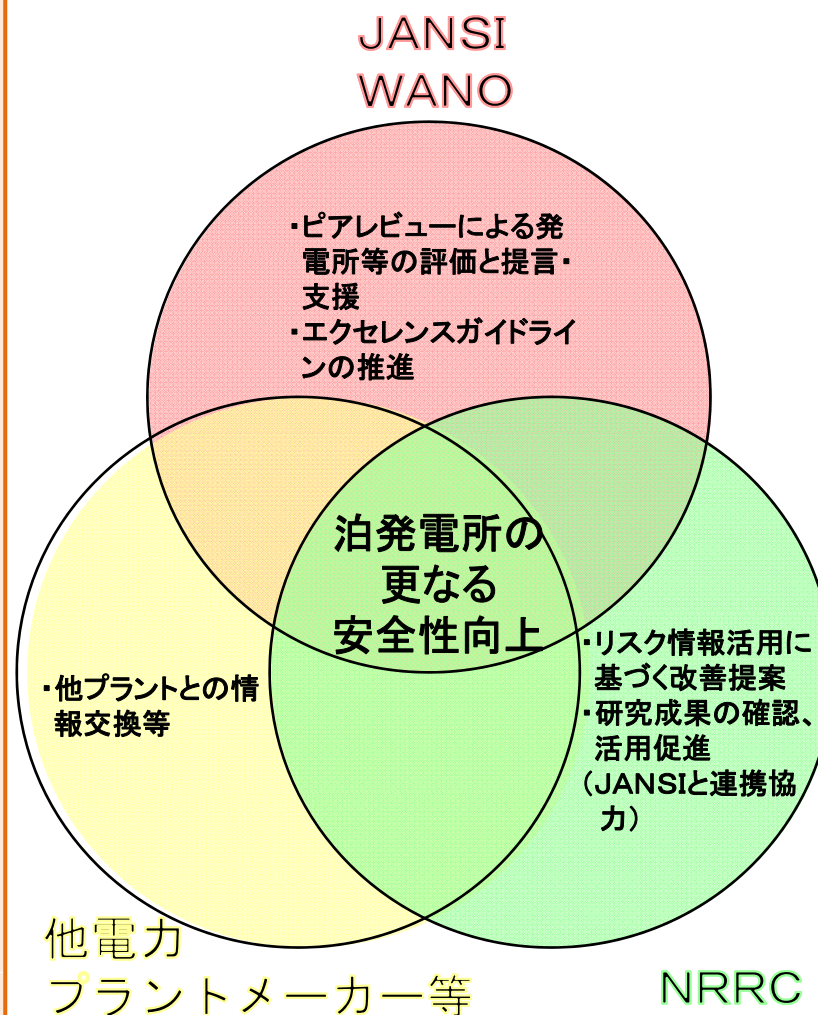 JANSI
WANO
・ピアレビューによる発
電所等の評価と提言・
支援
・エクセレンスガイドライ
ンの推進
泊発電所の
更なる
安全性向上
・他プラントとの情
報交換等
・リスク情報活用に
基づく改善提案
・研究成果の確認、
活用促進
(JANSIと連携協
力)
他電力
プラントメーカー等
NRRC